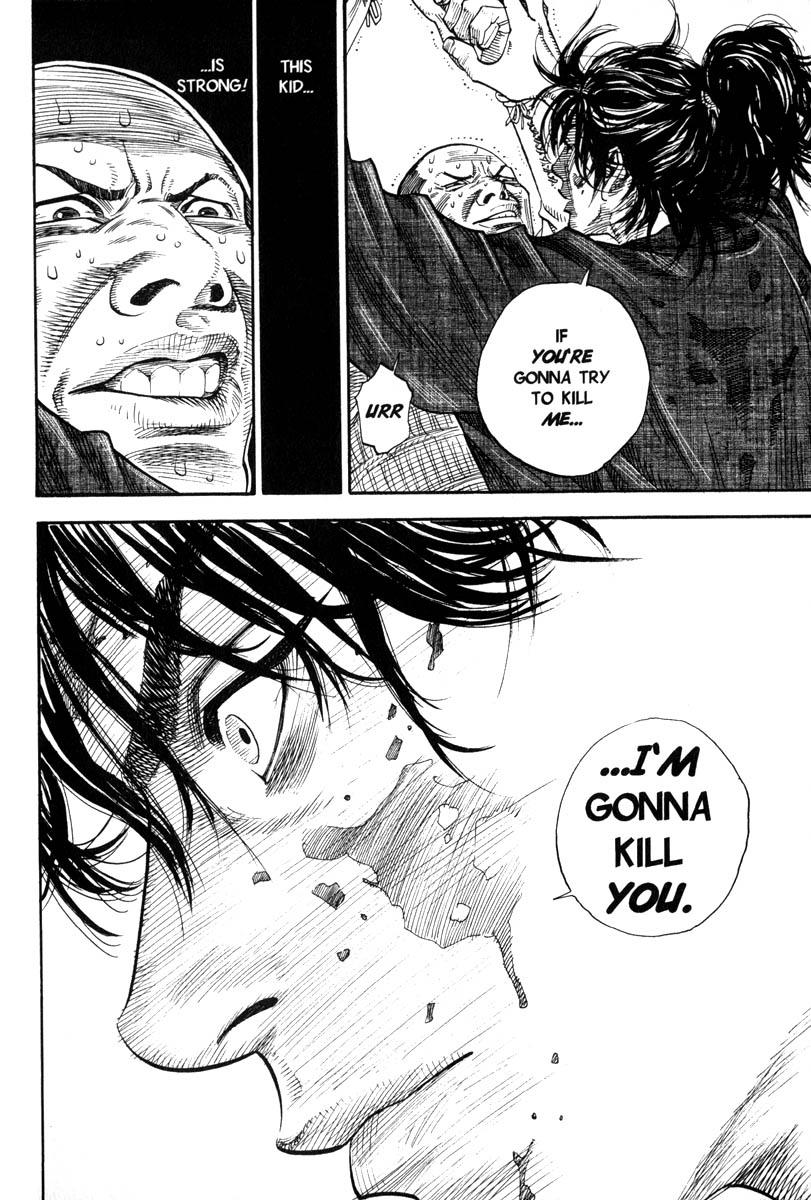 IF
YOU'RE
GONNA TRY
TO KILL
ME...
URR
THIS
KID...
...IS
STRONG!
...I'M
GONNA
KILL
YOU.